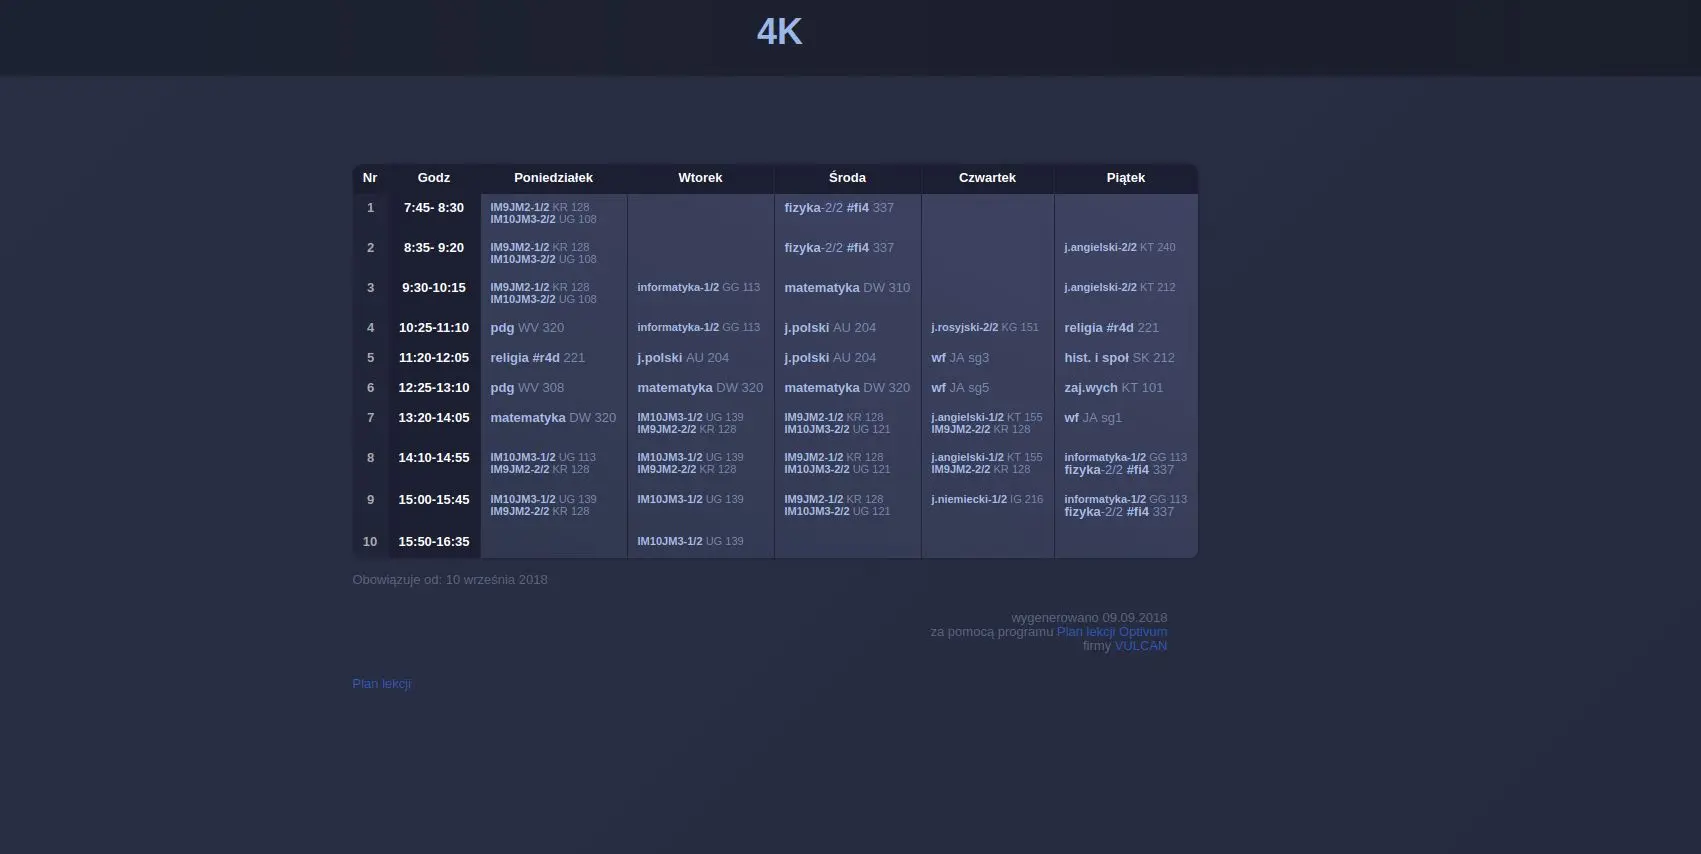 4K
Nr Godz Poniedziałek Wtorek Środa Czwartek Piątek
1 7:45- 8:30 IM9JM2-1/2 KR 128 fizyka-2/2 #fi4 337
IM10JM3-2/2 UG 108
2 8:35- 9:20 IM9JM2-1/2 KR 128 fizyka-2/2 #fi4 337 j.angielski-2/2 KT 240
IM10JM3-2/2 UG 108
3 9:30-10:15 IM9JM2-1/2 KR 128 informatyka-1/2 GG 113 matematyka DW 310 j.angielski-2/2 KT 212
IM10JM3-2/2 UG 108
4 10:25-11:10 pdg WV 320 informatyka-1/2 GG 113 j.polski AU 204 j.rosyjski-2/2 KG 151 religia #r4d 221
5 11:20-12:05 religia #r4d 221 j.polski AU 204 j.polski AU 204 wf JA sg3 hist. i społ SK 212
6 12:25-13:10 pdg WV 308 matematyka DW 320 matematyka DW 320 wf JA sg5 zaj.wych KT 101
7 13:20-14:05 matematyka DW 320 IM10JM3-1/2 UG 139 IM9JM2-1/2 KR 128 j.angielski-1/2 KT 155 wf JA sg1
IM9JM2-2/2 KR 128 IM10JM3-2/2 UG 121 IM9JM2-2/2 KR 128
8 14:10-14:55 IM10JM3-1/2 UG 113 IM10JM3-1/2 UG 139 IM9JM2-1/2 KR 128 j.angielski-1/2 KT 155 informatyka-1/2 GG 113
IM9JM2-2/2 KR 128 IM9JM2-2/2 KR 128 IM10JM3-2/2 UG 121 IM9JM2-2/2 KR 128 fizyka-2/2 #fi4 337
9 15:00-15:45 IM10JM3-1/2 UG 139 IM10JM3-1/2 UG 139 IM9JM2-1/2 KR 128 j.niemiecki-1/2 IG 216 informatyka-1/2 GG 113
IM9JM2-2/2 KR 128 IM10JM3-2/2 UG 121 fizyka-2/2 #fi4 337
10 15:50-16:35 IM10JM3-1/2 UG 139
Obowiązuje od: 10 września 2018
wygenerowano 09.09.2018
za pomocą programu Plan lekcji Optivum
firmy VULCAN
Plan lekcji